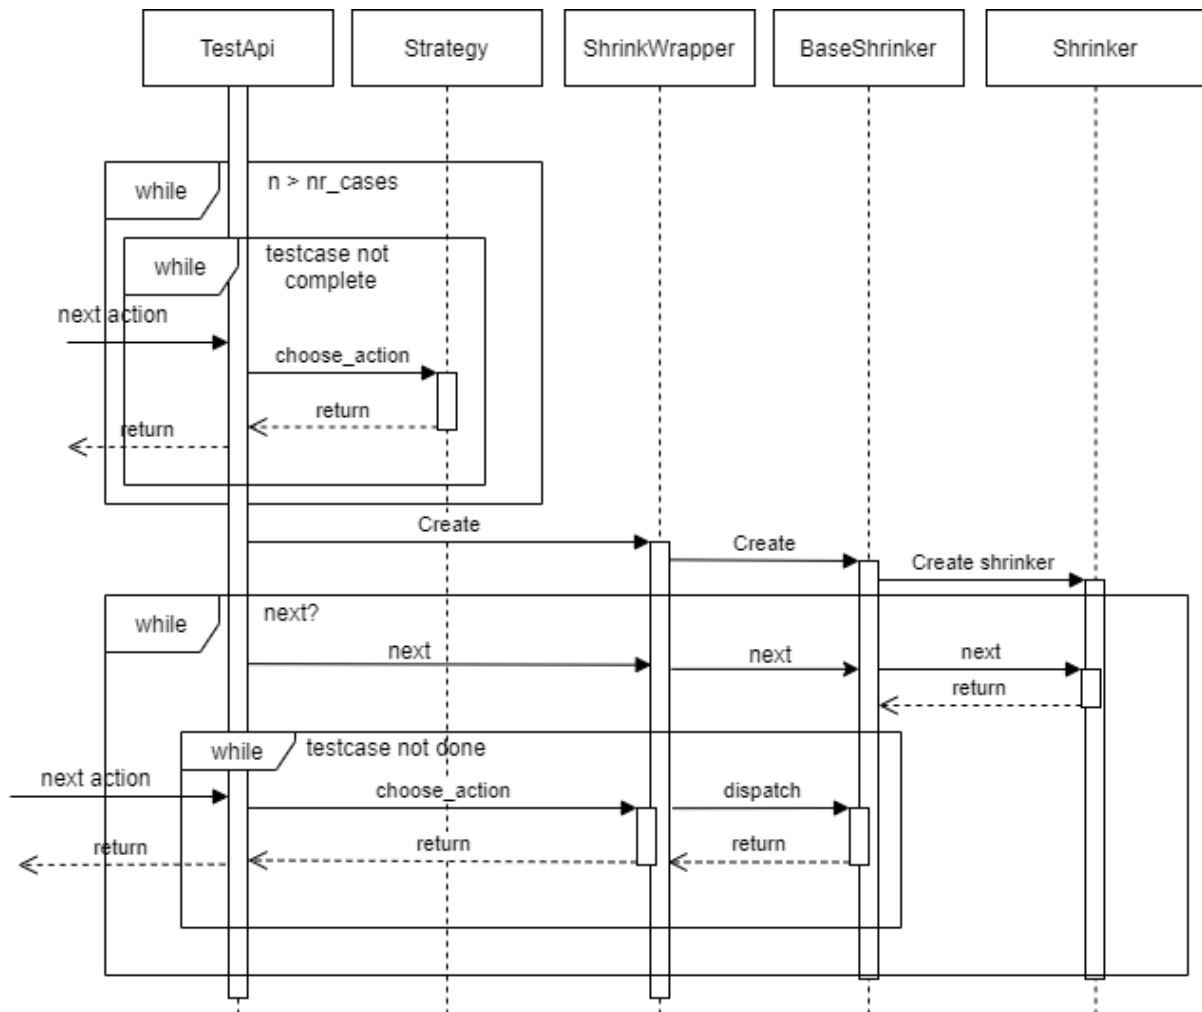 TestApi
Strategy
ShrinkWrapper
BaseShrinker
Shrinker
while
n > nr_cases
while
testcase not
complete
next action
choose_action
return
return
Create
Create
Create shrinker
while
next?
next
next
next
return
while
testcase not done
next action
choose_action
dispatch
return
return
return